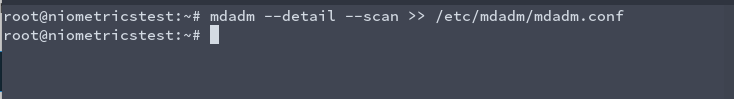 root@niometricstest:~# mdadm --detail --scan >> /etc/mdadm/mdadm.conf
root@niometricstest:~#